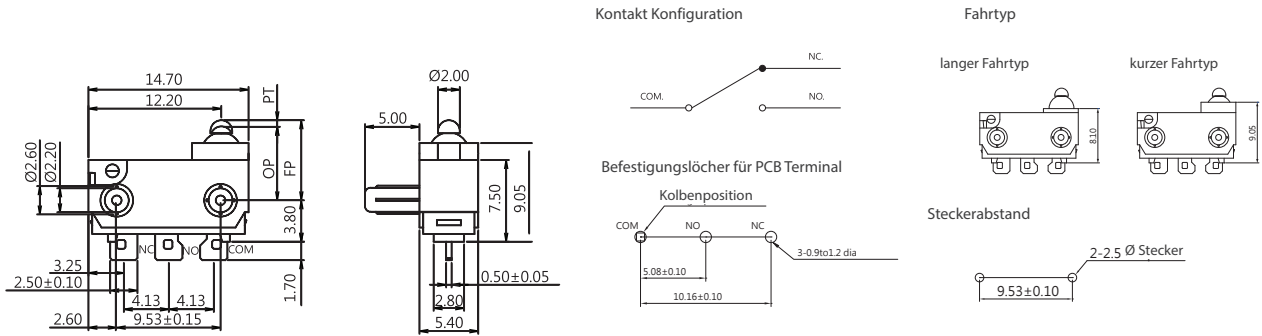 Kontakt Konfiguration
Fahrtyp
14.70
12.20
PT
OP
FP
Ø2.60
Ø2.20
3.80
1.70
NC
NO
COM
3.25
2.50±0.10
4.13
4.13
2.60
9.53±0.15
Ø2.00
5.00
7.50
9.05
0.50±0.05
2.80
5.40
NC.
COM.
NO.
langer Fahrtyp
kurzer Fahrtyp
8.10
9.05
Befestigungslöcher für PCB Terminal
Kolbenposition
COM
NO
NC
3-0.9to1.2 dia
5.08±0.10
10.16±0.10
Steckerabstand
2-2.5 Ø Stecker
9.53±0.10